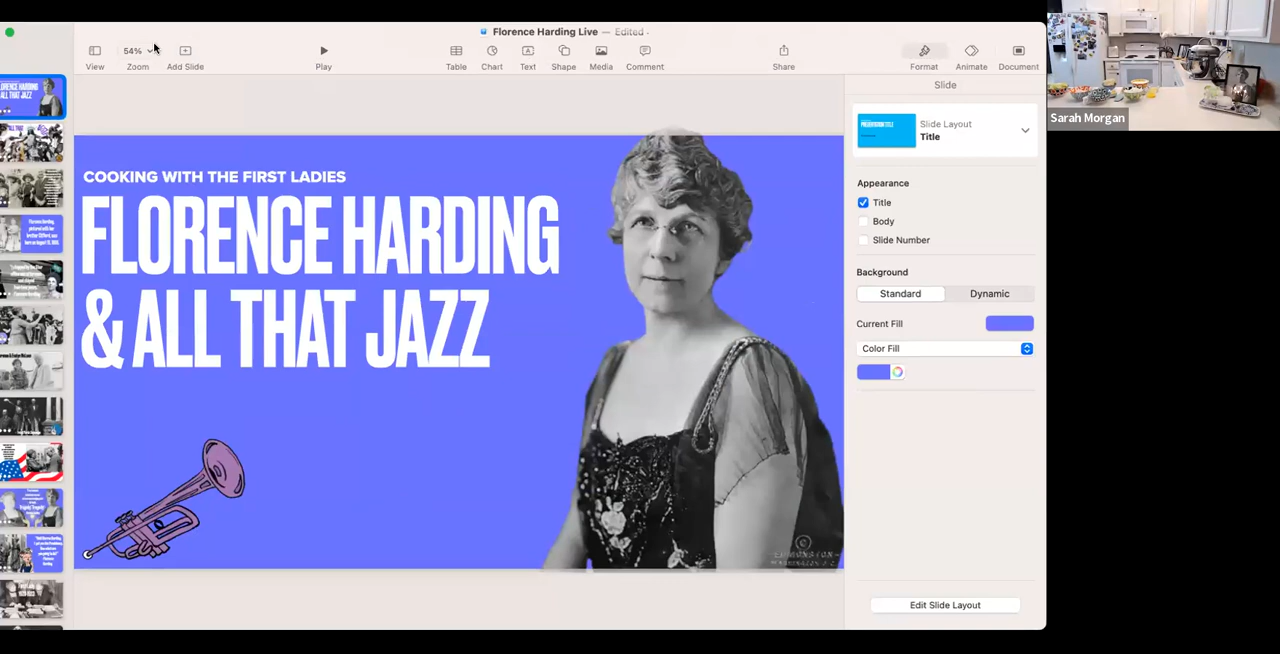 Florence Harding Live — Edited
54%
View
Zoom
Add Slide
Play
Table
Chart
Text
Shape
Media
Comment
Share
Format
Animate
Document
Sarah Morgan
COOKING WITH THE FIRST LADIES
FLORENCE HARDING
& ALL THAT JAZZ
Slide
Slide Layout
Title
Appearance
Title
Body
Slide Number
Background
Standard
Dynamic
Current Fill
Color Fill
Edit Slide Layout